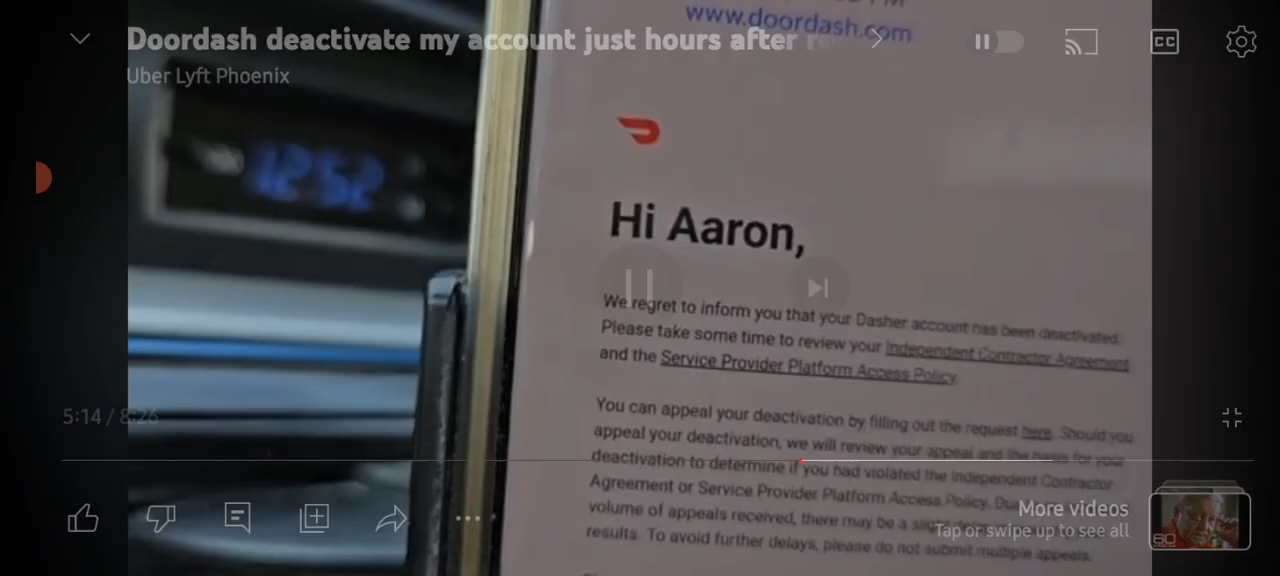 www.doordash.com
Doordash deactivate my account just hours after
Uber Lyft Phoenix
CC
12:52
Hi Aaron,
We regret to inform you that your Dasher account has been deactivated.
Please take some time to review your Independent Contractor Agreement
and the Service Provider Platform Access Policy.
5:14 / 8:26
You can appeal your deactivation by filling out the request here. Should you
appeal your deactivation, we will review your appeal and the basis for your
deactivation to determine if you had violated the Independent Contractor
Agreement or Service Provider Platform Access Policy.
volume of appeals received, there may be a
results. To avoid further delays, please do not submit multiple appeals.
More videos
Tap or swipe up to see all
60